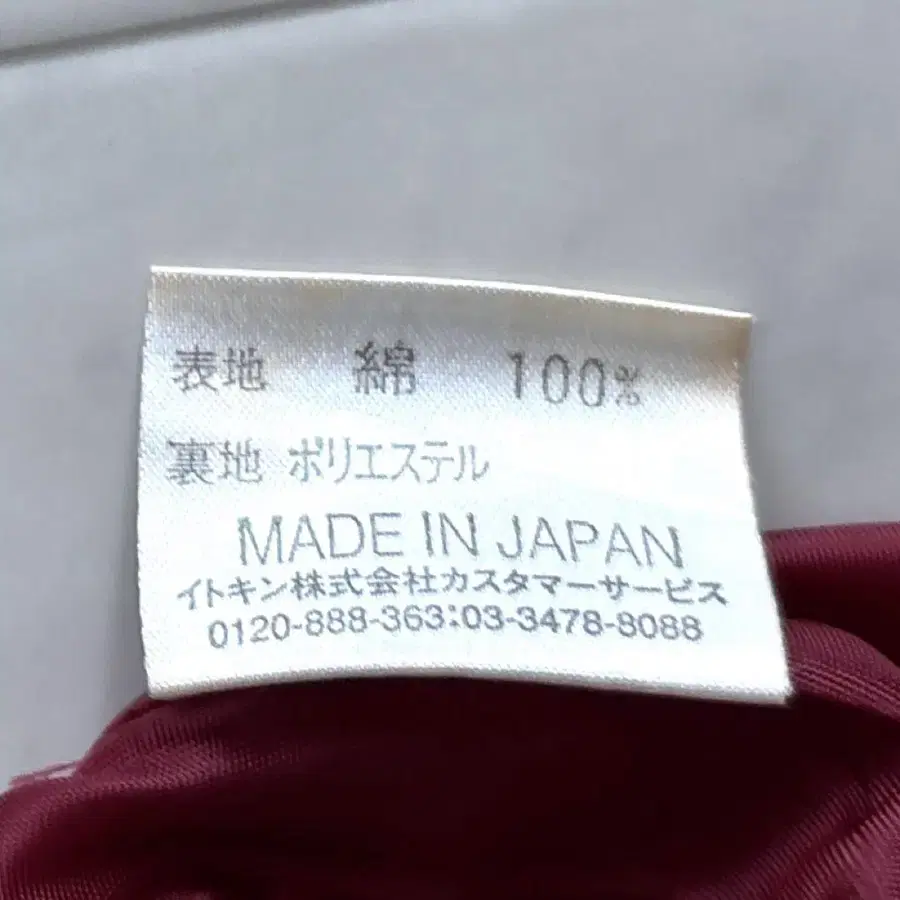 表地 綿 100%
裏地 ポリエステル
MADE IN JAPAN
イトキン株式会社カスタマーサービス
0120-888-363:03-3478-8088